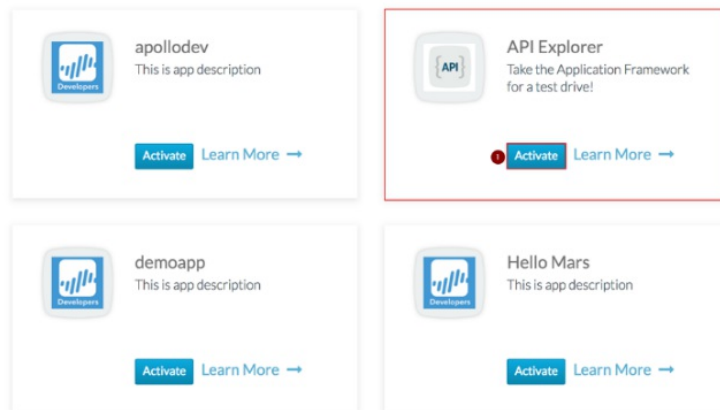 apollodev
This is app description
Developers
Activate Learn More →
API Explorer
Take the Application Framework
for a test drive!
{API}
1 Activate Learn More →
demoapp
This is app description
Developers
Activate Learn More →
Hello Mars
This is app description
Developers
Activate Learn More →